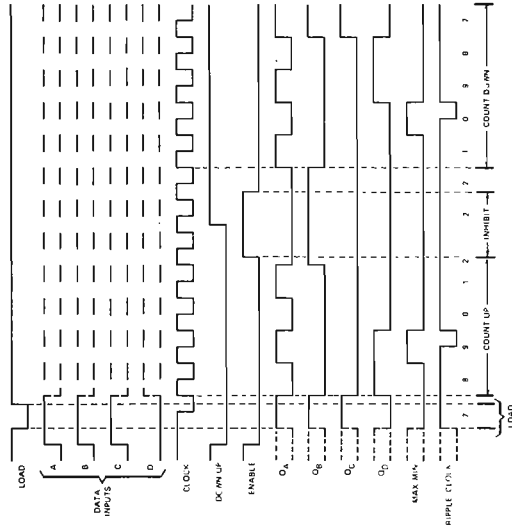 LOAD
DATA
INPUTS
A
B
C
D
CLOCK
DOWN UP
ENABLE
QA
QB
QC
QD
MAX MIN
RIPPLE CLOCK
7 8 9 0 1 2 2 2 1 0 9 8 7
COUNT UP
INHIBIT
COUNT DOWN
LOAD